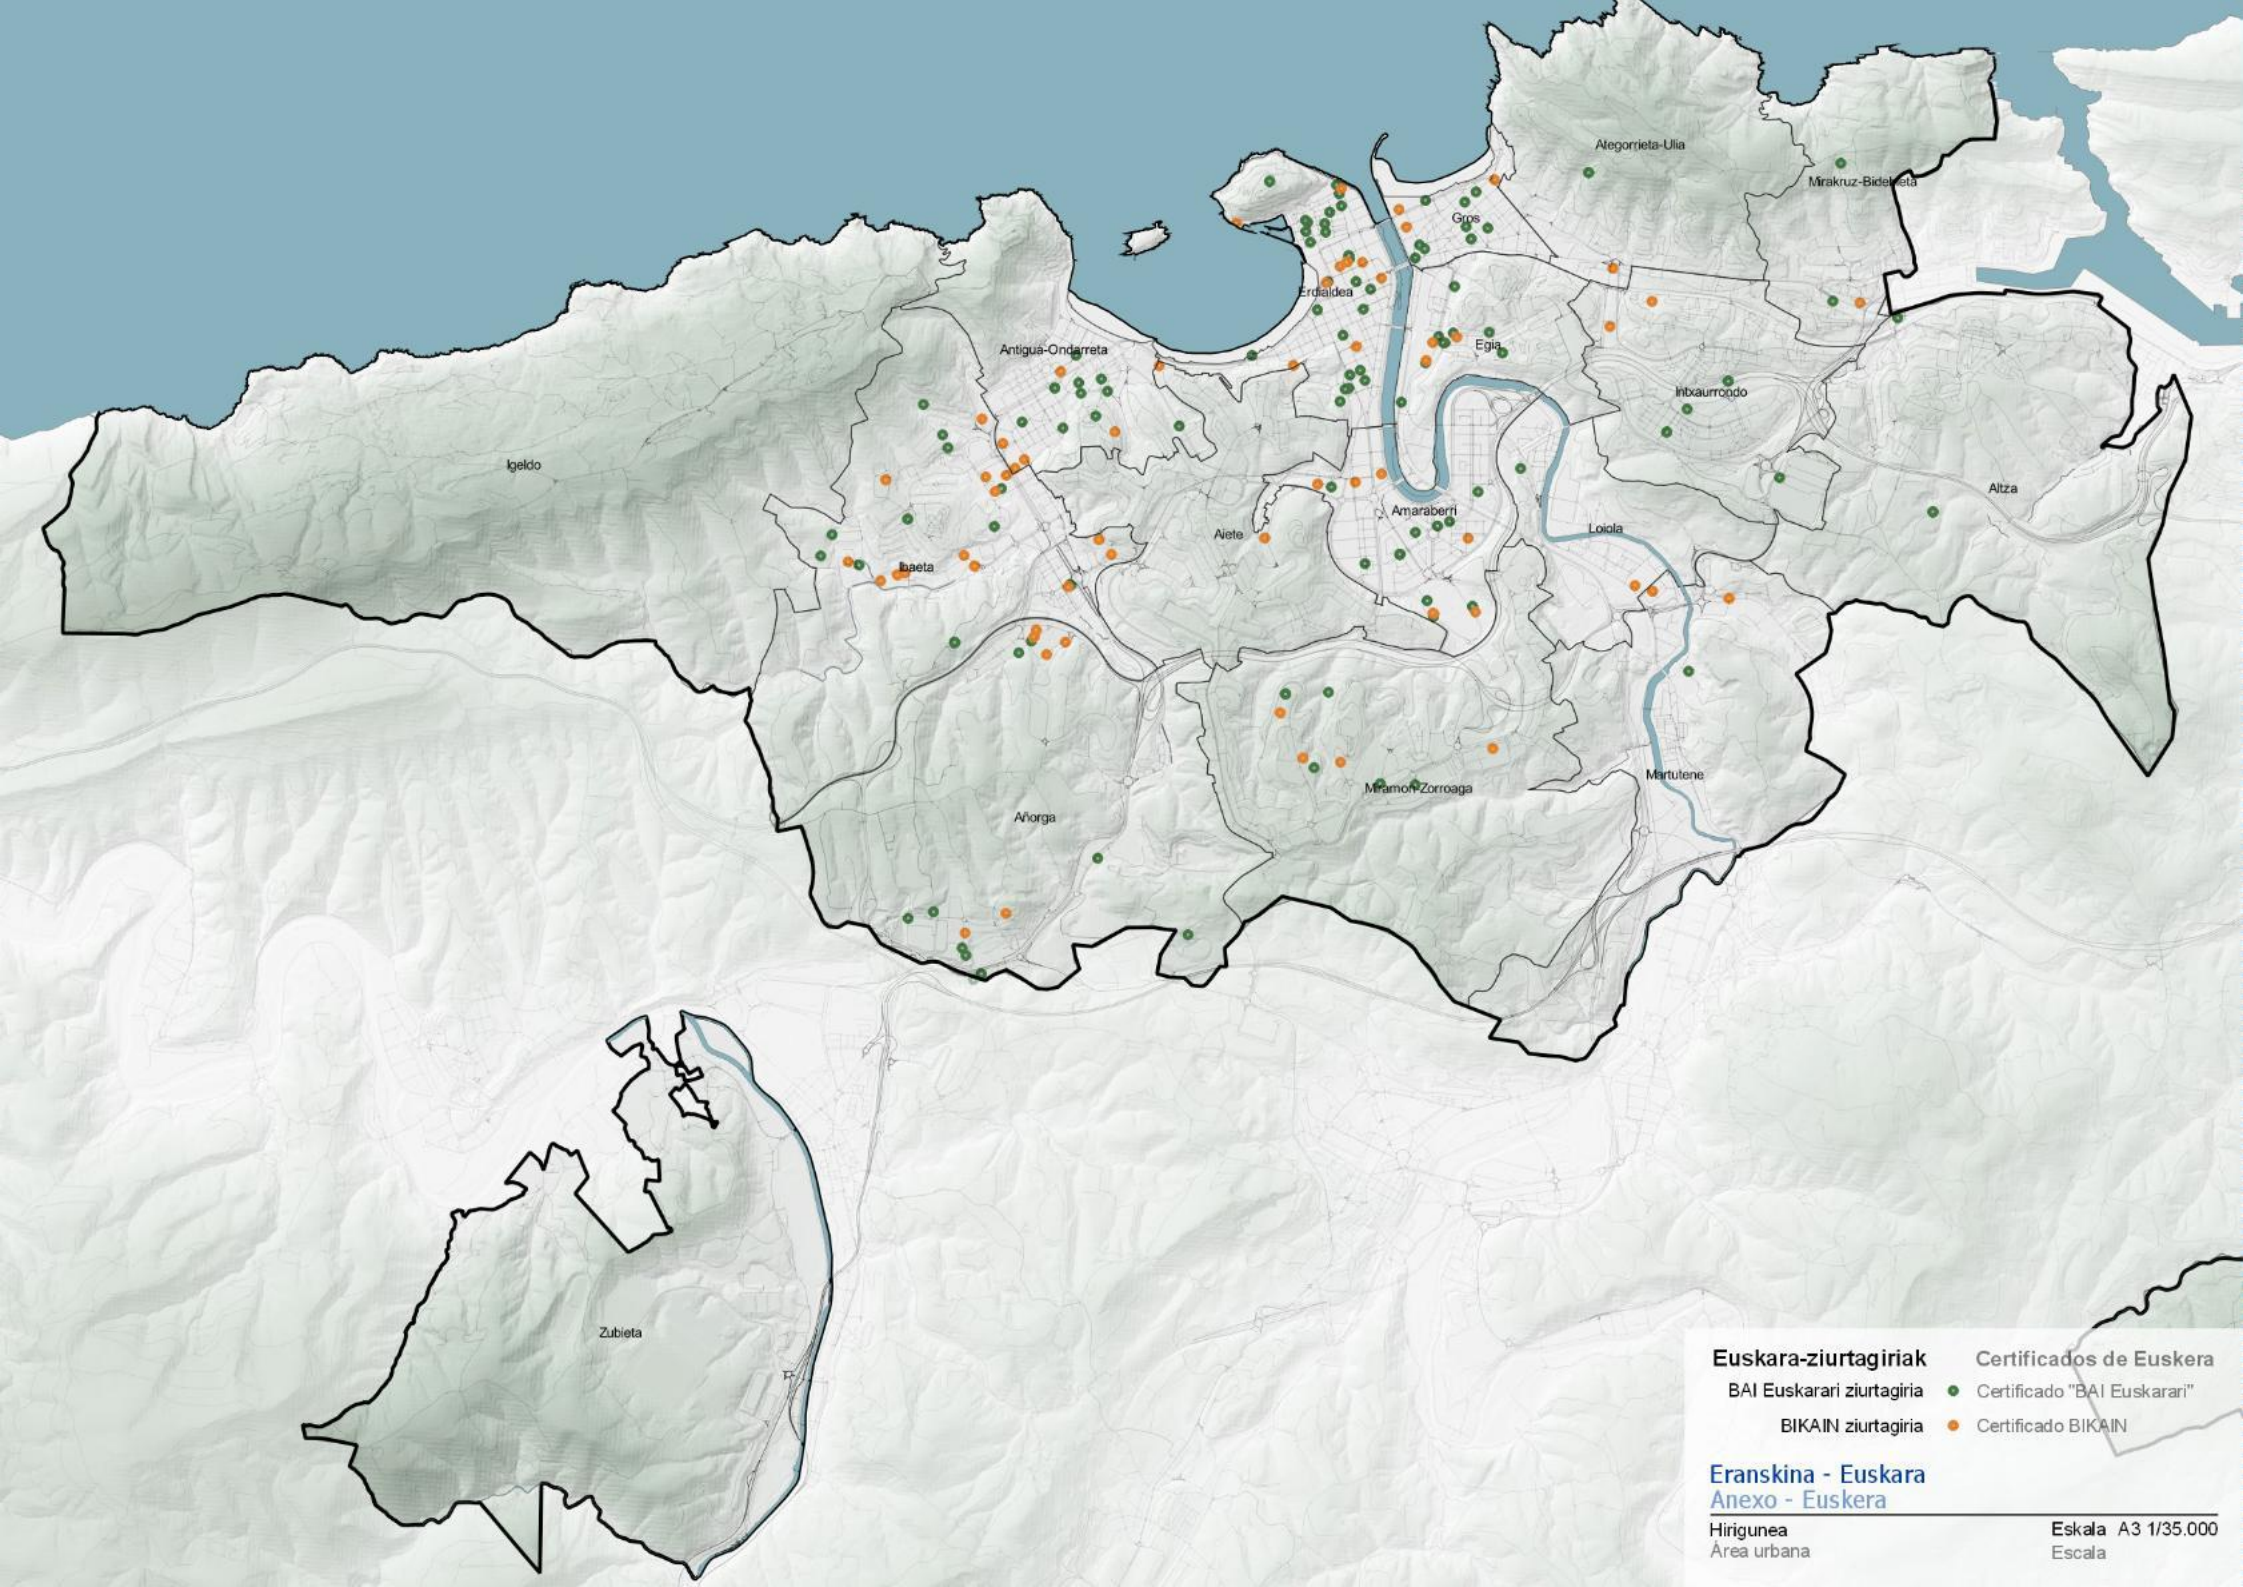 Ategorrieta-Ulia
Mirakruz-Bidebieta
Gros
Erdialdea
Antigua-Ondarreta
Egia
Intxaurrondo
Igeldo
Altza
Amaraberri
Loiola
Aiete
Ibaeta
Martutene
Miramon-Zorroaga
Añorga
Zubieta
Euskara-ziurtagiriak Certificados de Euskera
BAI Euskarari ziurtagiria Certificado "BAI Euskarari"
BIKAIN ziurtagiria Certificado BIKAIN
Eranskina - Euskara
Anexo - Euskera
Hirigunea Eskala A3 1/35.000
Área urbana Escala